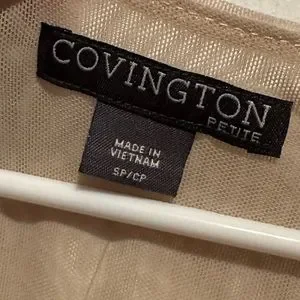 COVINGTON
PETITE
MADE IN
VIETNAM
SP/CP